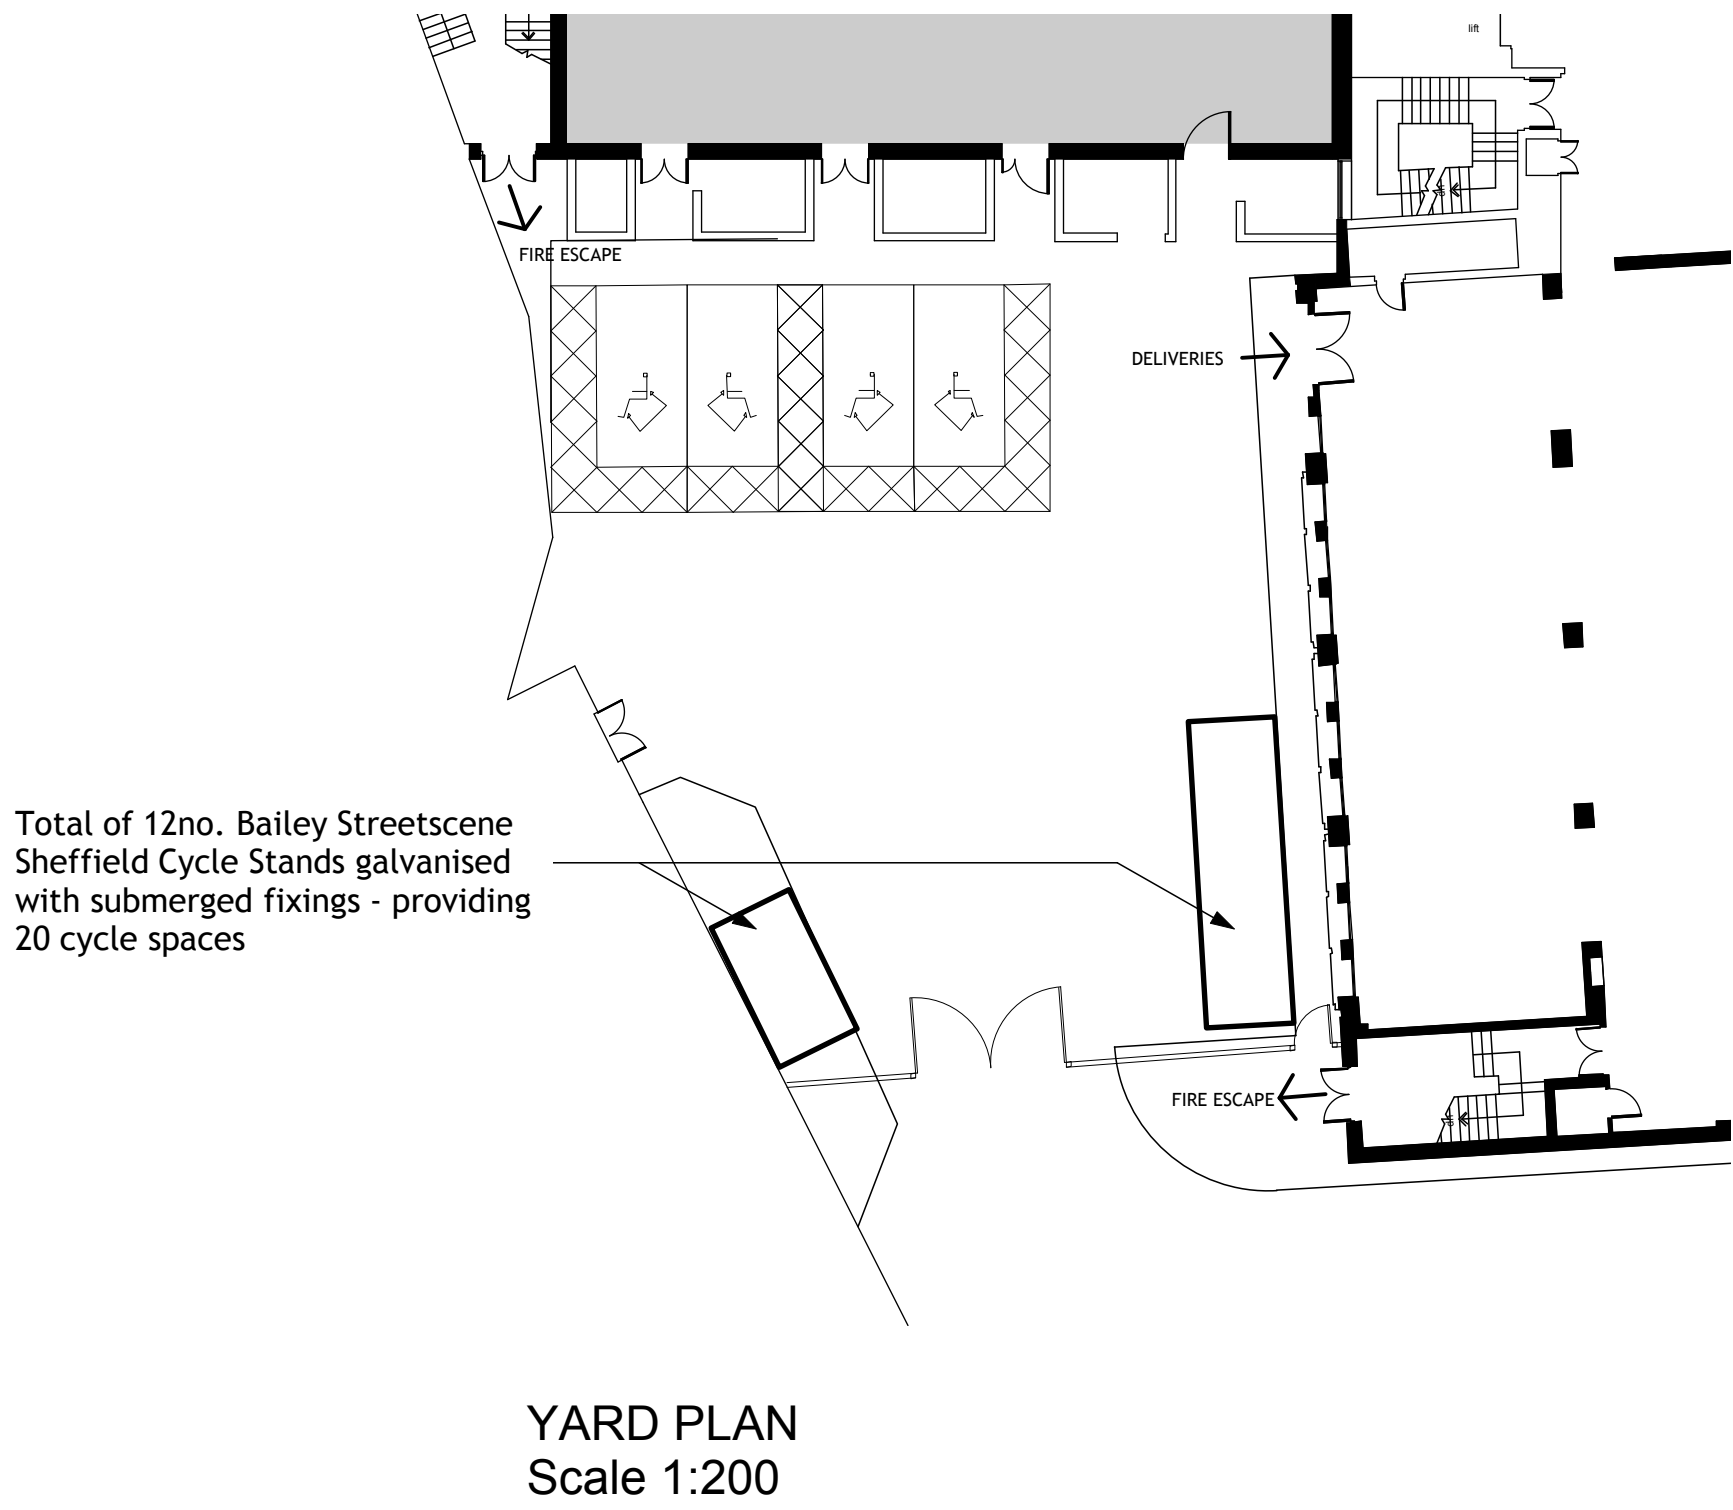 lift
FIRE ESCAPE
DELIVERIES
Total of 12no. Bailey Streetscene
Sheffield Cycle Stands galvanised
with submerged fixings - providing
20 cycle spaces
FIRE ESCAPE
YARD PLAN
Scale 1:200